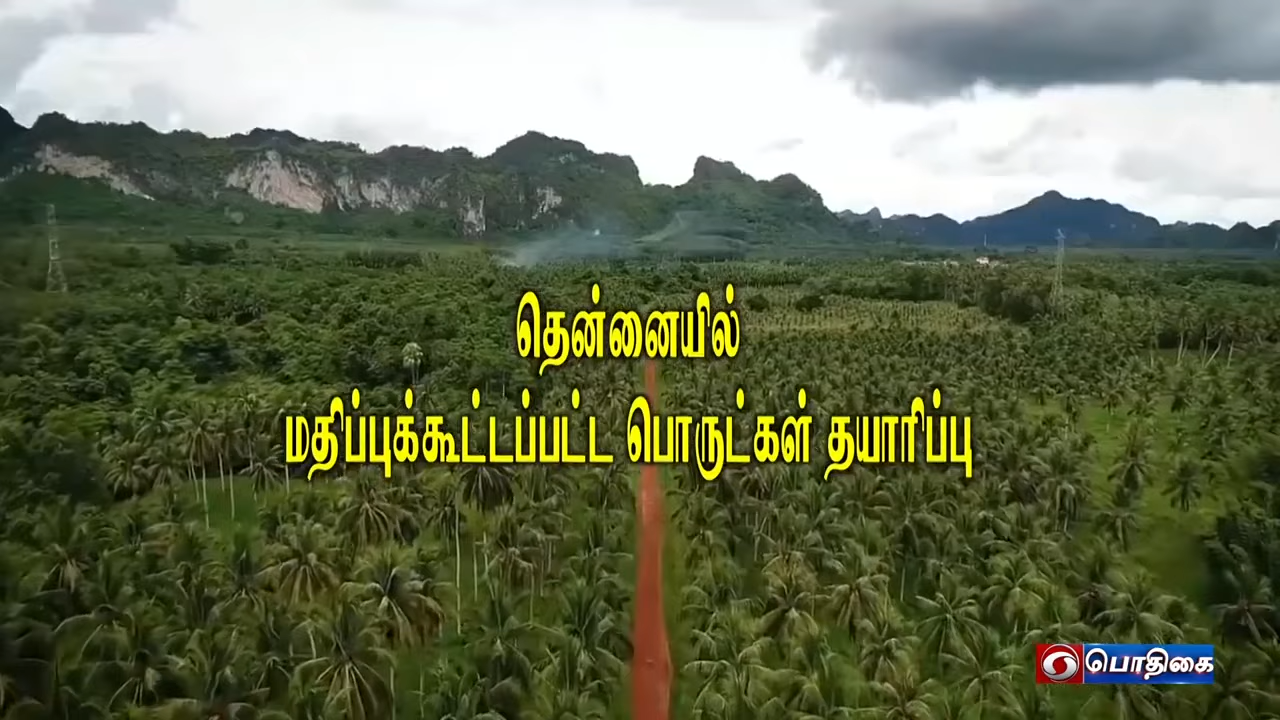 தென்னையில்
மதிப்புக்கூட்டப்பட்ட பொருட்கள் தயாரிப்பு
பொதிகை